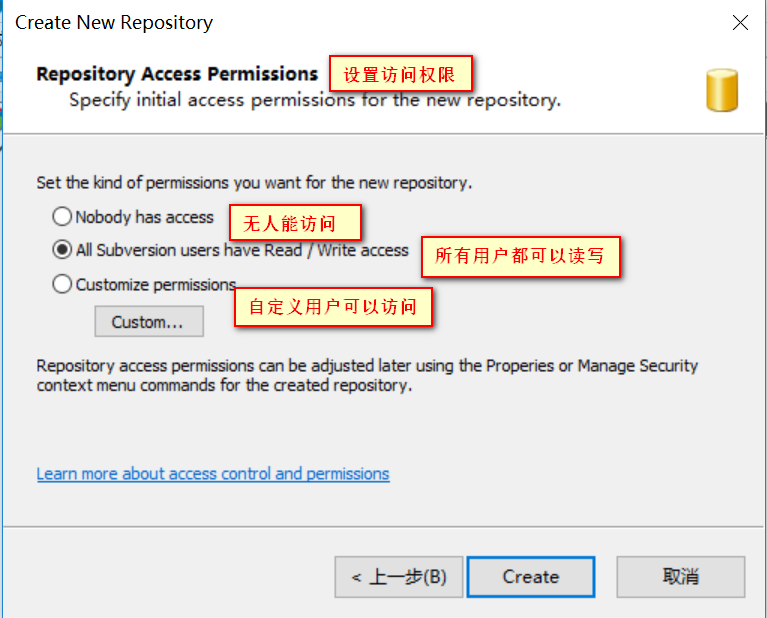 Create New Repository
Repository Access Permissions
设置访问权限
Specify initial access permissions for the new repository.
Set the kind of permissions you want for the new repository.
Nobody has access
无人能访问
All Subversion users have Read / Write access
所有用户都可以读写
Customize permissions
自定义用户可以访问
Custom...
Repository access permissions can be adjusted later using the Properies or Manage Security
context menu commands for the created repository.
Learn more about access control and permissions
< 上一步(B)
Create
取消